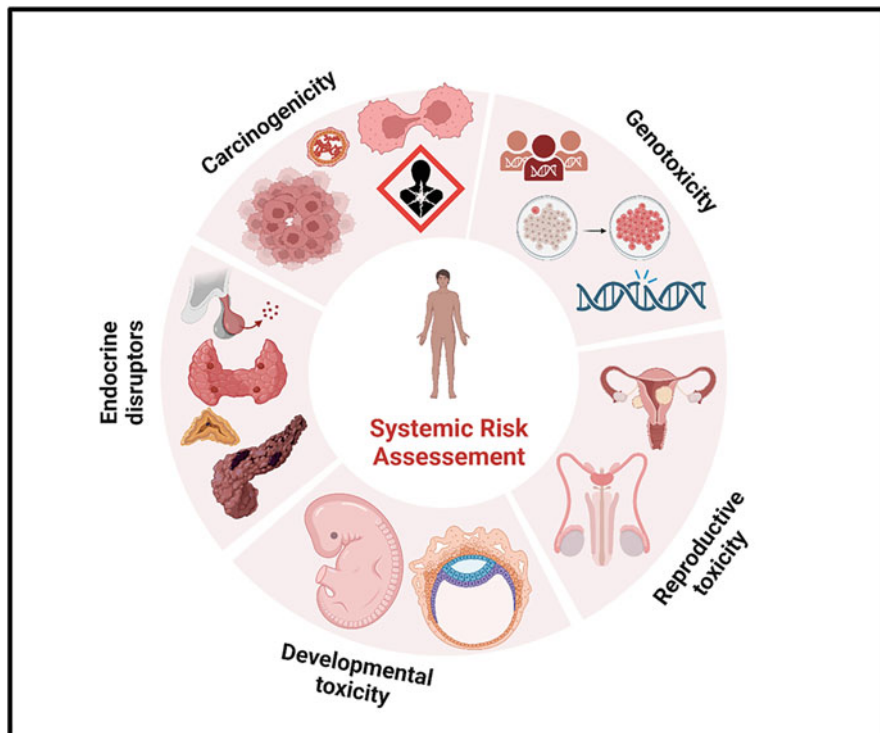 Carcinogenicity
Genotoxicity
Endocrine
disruptors
Systemic Risk
Assessement
Reproductive
toxicity
Developmental
toxicity